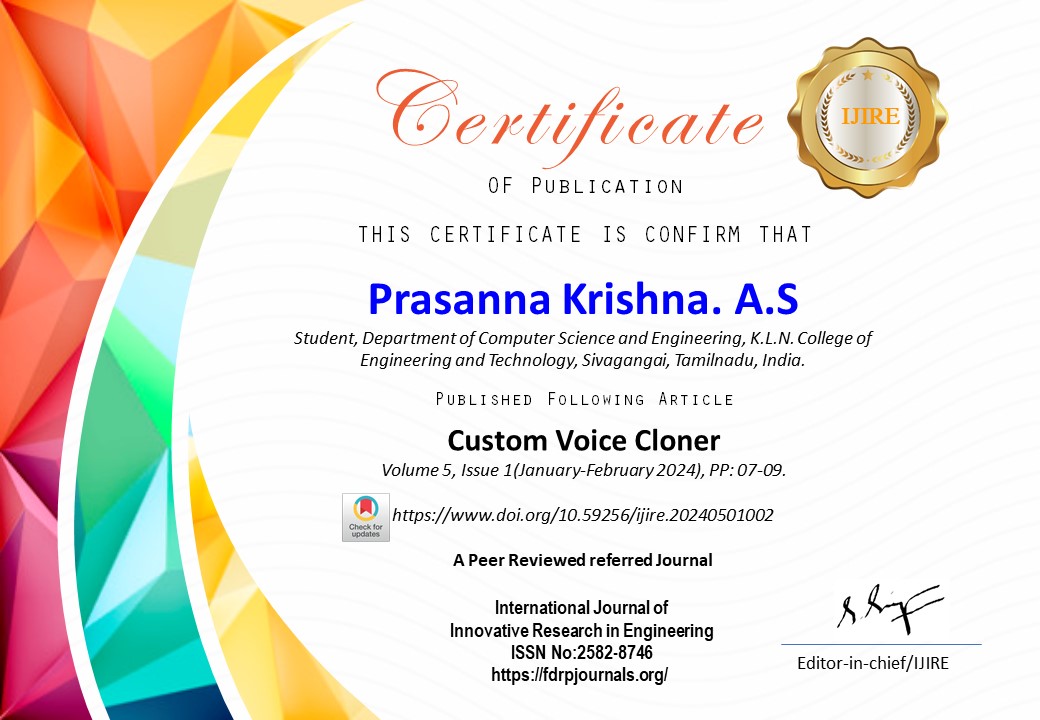 Certificate
IJIRE
OF PUBLICATION
THIS CERTIFICATE IS CONFIRM THAT
Prasanna Krishna. A.S
Student, Department of Computer Science and Engineering, K.L.N. College of
Engineering and Technology, Sivagangai, Tamilnadu, India.
PUBLISHED FOLLOWING ARTICLE
Custom Voice Cloner
Volume 5, Issue 1(January-February 2024), PP: 07-09.
Check for
updates
https://www.doi.org/10.59256/ijire.20240501002
A Peer Reviewed referred Journal
International Journal of
Innovative Research in Engineering
ISSN No:2582-8746
https://fdrpjournals.org/
Editor-in-chief/IJIRE